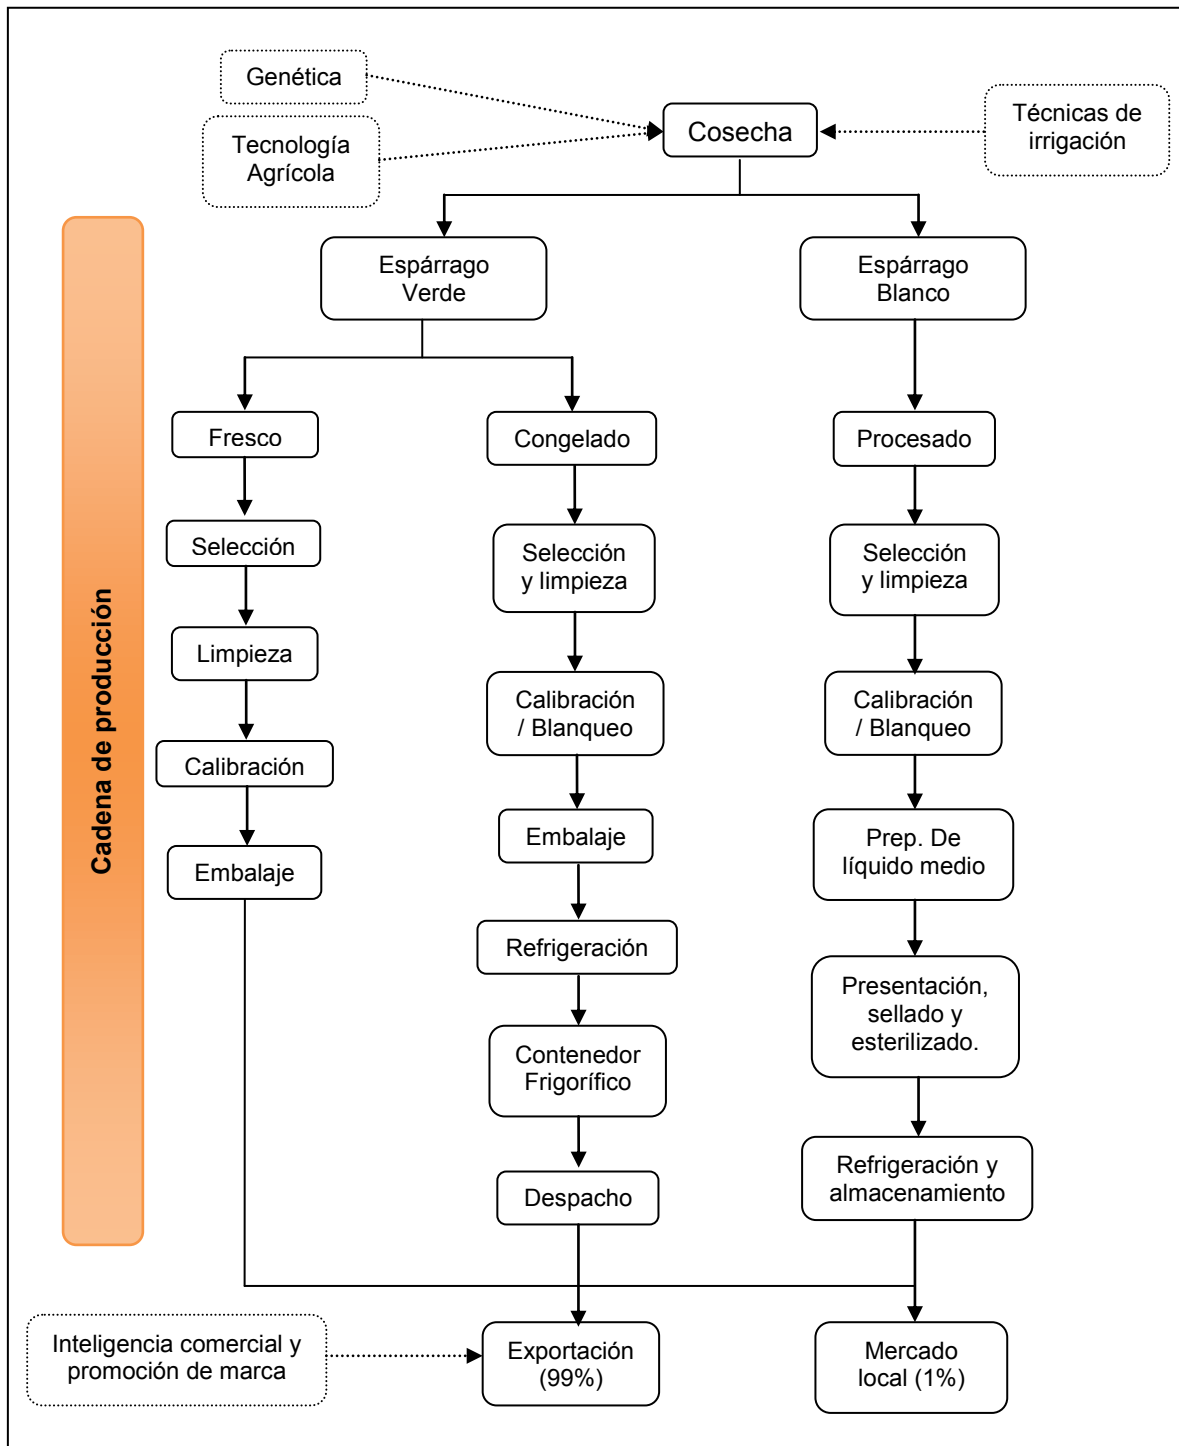 Genética
Cosecha
Técnicas de
irrigación
Tecnología
Agrícola
Cadena de producción
Espárrago
Verde
Espárrago
Blanco
Fresco
Congelado
Procesado
Selección
Selección
y limpieza
Selección
y limpieza
Limpieza
Calibración
/ Blanqueo
Calibración
/ Blanqueo
Calibración
Embalaje
Embalaje
Prep. De
líquido medio
Refrigeración
Presentación,
sellado y
esterilizado.
Contenedor
Frigorífico
Despacho
Refrigeración y
almacenamiento
Inteligencia comercial y
promoción de marca
Exportación
(99%)
Mercado
local (1%)